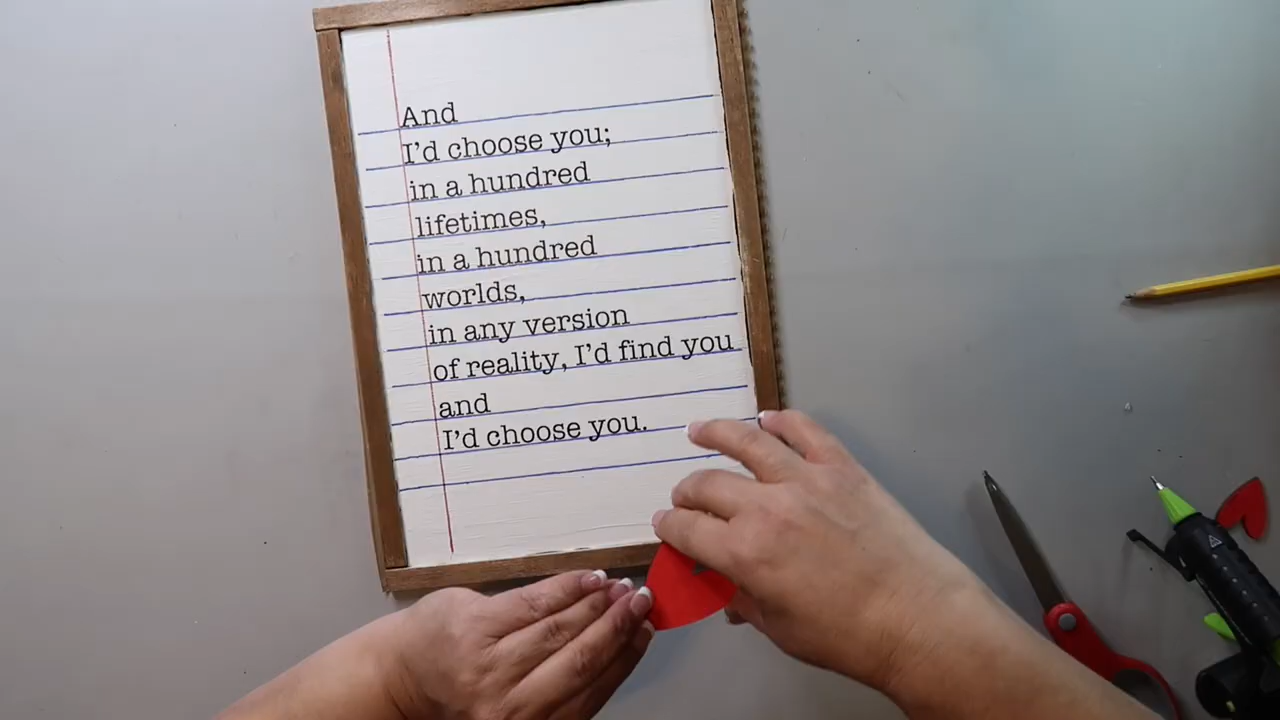 And
I'd choose you;
in a hundred
lifetimes,
in a hundred
worlds,
in any version
of reality, I'd find you
and
I'd choose you.